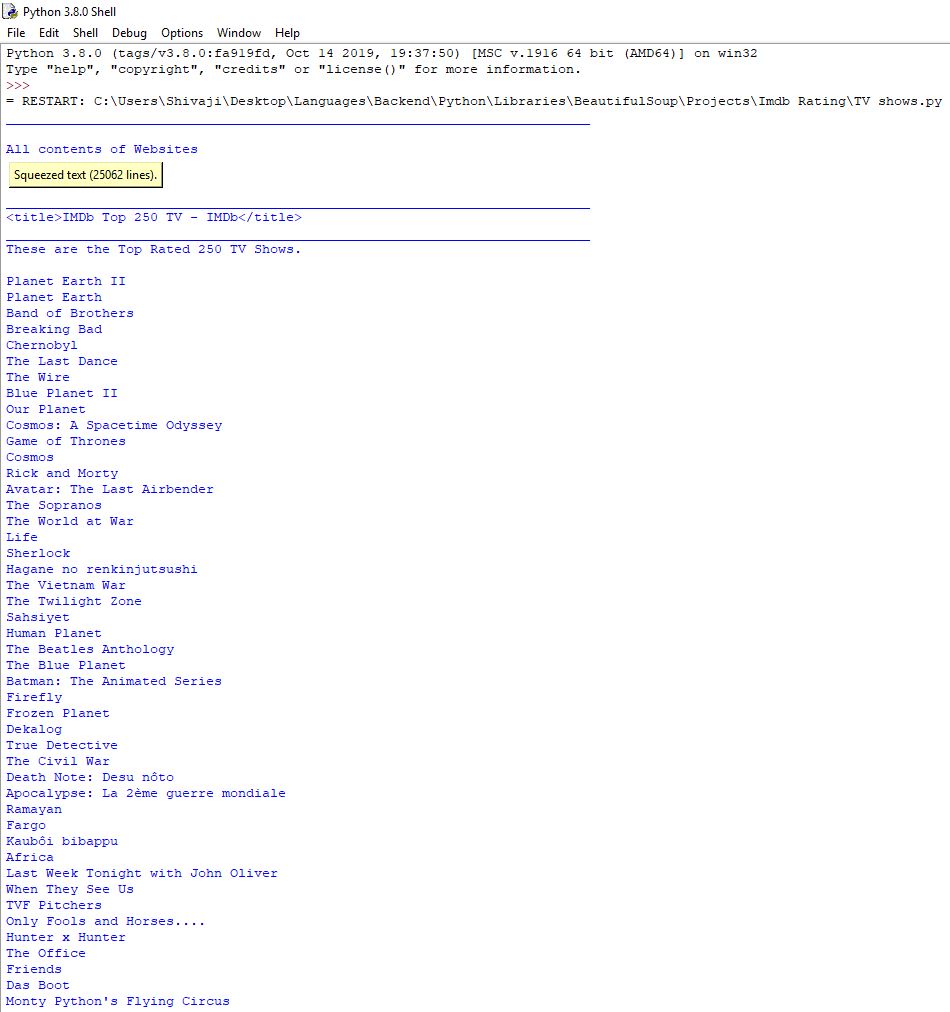 Python 3.8.0 Shell
File Edit Shell Debug Options Window Help
Python 3.8.0 (tags/v3.8.0:fa919fd, Oct 14 2019, 19:37:50) [MSC v.1916 64 bit (AMD64)] on win32
Type "help", "copyright", "credits" or "license()" for more information.
>>>
= RESTART: C:\Users\Shivaji\Desktop\Languages\Backend\Python\Libraries\BeautifulSoup\Projects\Imdb Rating\TV shows.py
All contents of Websites
Squeezed text (25062 lines).
<title>IMDb Top 250 TV - IMDb</title>
These are the Top Rated 250 TV Shows.
Planet Earth II
Planet Earth
Band of Brothers
Breaking Bad
Chernobyl
The Last Dance
The Wire
Blue Planet II
Our Planet
Cosmos: A Spacetime Odyssey
Game of Thrones
Cosmos
Rick and Morty
Avatar: The Last Airbender
The Sopranos
The World at War
Life
Sherlock
Hagane no renkinjutsushi
The Vietnam War
The Twilight Zone
Sahsiyet
Human Planet
The Beatles Anthology
The Blue Planet
Batman: The Animated Series
Firefly
Frozen Planet
Dekalog
True Detective
The Civil War
Death Note: Desu nôto
Apocalypse: La 2ème guerre mondiale
Ramayan
Fargo
Kaubôi bibappu
Africa
Last Week Tonight with John Oliver
When They See Us
TVF Pitchers
Only Fools and Horses....
Hunter x Hunter
The Office
Friends
Das Boot
Monty Python's Flying Circus